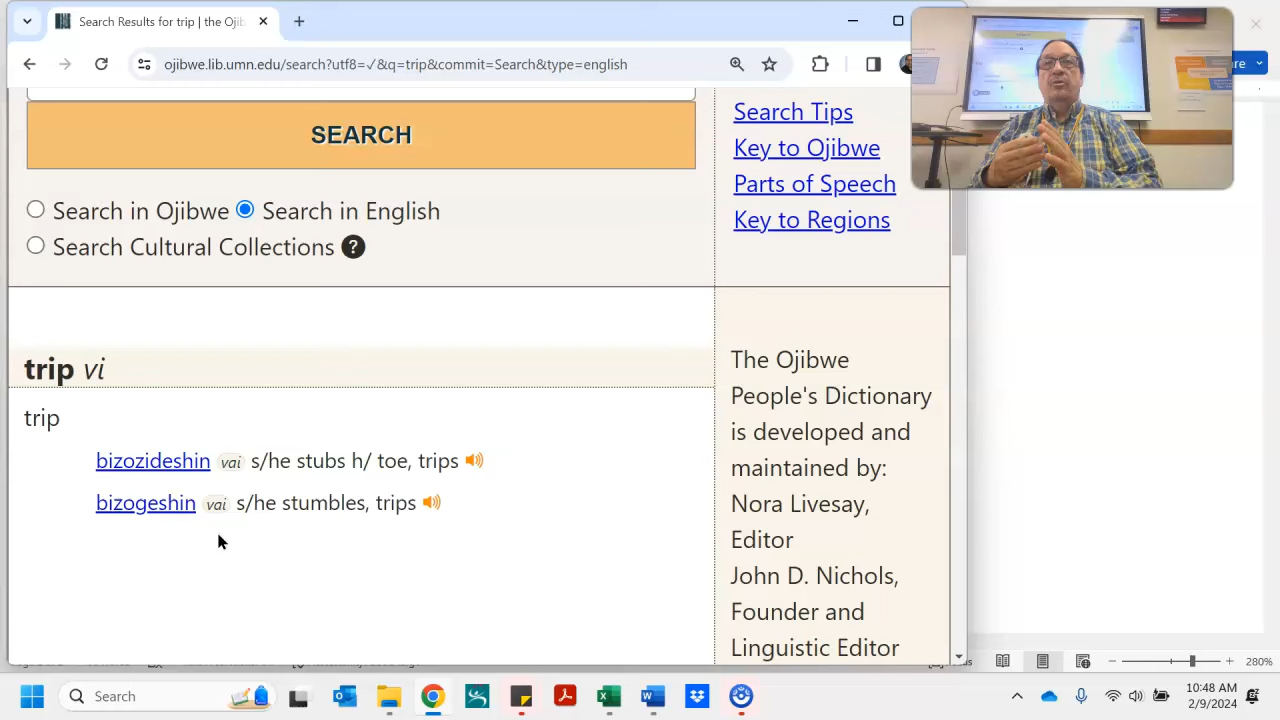 Search Results for trip | the Ojib
ojibwe.lib.umn.edu/search?utf8=✓&q=trip&commit=Search&type=english
SEARCH
Search in Ojibwe Search in English
Search Cultural Collections ?
Search Tips
Key to Ojibwe
Parts of Speech
Key to Regions
trip vi
trip
bizozideshin vai s/he stubs h/ toe, trips
bizogeshin vai s/he stumbles, trips
The Ojibwe
People's Dictionary
is developed and
maintained by:
Nora Livesay,
Editor
John D. Nichols,
Founder and
Linguistic Editor
280%
Search
10:48 AM
2/9/2024